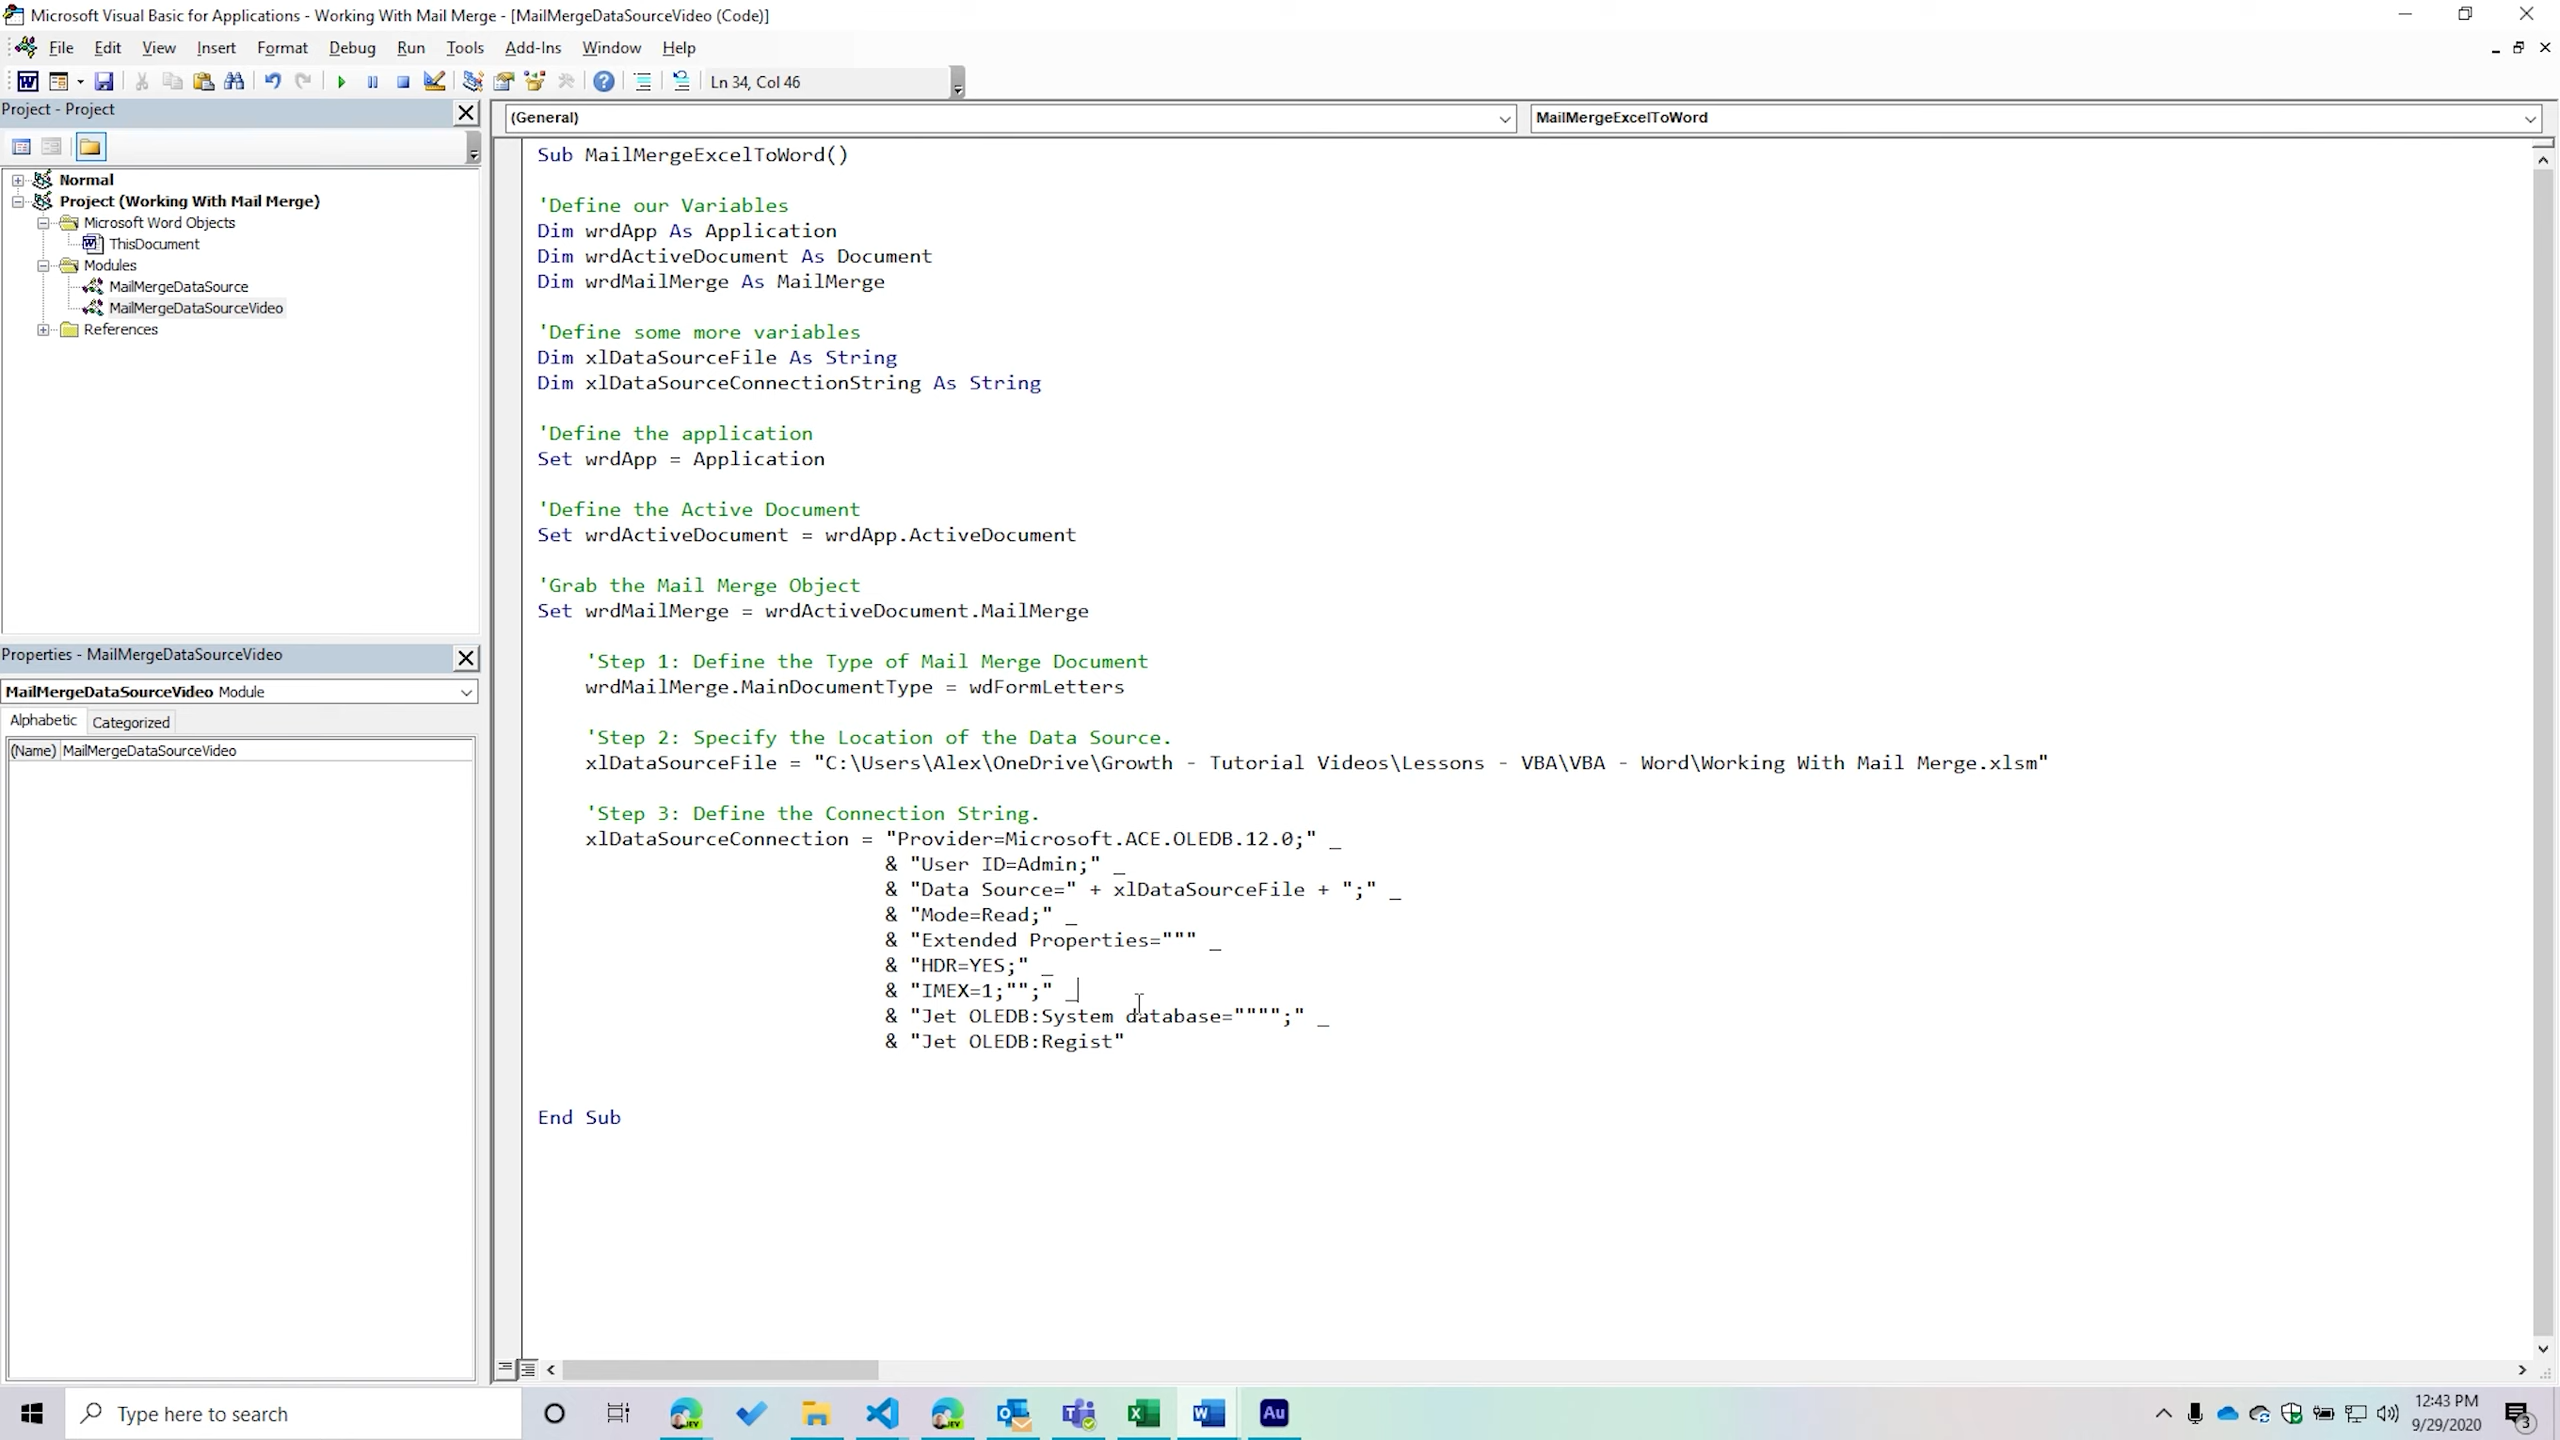 Microsoft Visual Basic for Applications - Working With Mail Merge - [MailMergeDataSourceVideo (Code)]
File Edit View Insert Format Debug Run Tools Add-Ins Window Help
Ln 34, Col 46
Project - Project
Normal
Project (Working With Mail Merge)
Microsoft Word Objects
ThisDocument
Modules
MailMergeDataSource
MailMergeDataSourceVideo
References
Properties - MailMergeDataSourceVideo
MailMergeDataSourceVideo Module
Alphabetic Categorized
(Name) MailMergeDataSourceVideo
(General) MailMergeExcelToWord
Sub MailMergeExcelToWord()
'Define our Variables
Dim wrdApp As Application
Dim wrdActiveDocument As Document
Dim wrdMailMerge As MailMerge
'Define some more variables
Dim xlDataSourceFile As String
Dim xlDataSourceConnectionString As String
'Define the application
Set wrdApp = Application
'Define the Active Document
Set wrdActiveDocument = wrdApp.ActiveDocument
'Grab the Mail Merge Object
Set wrdMailMerge = wrdActiveDocument.MailMerge
'Step 1: Define the Type of Mail Merge Document
wrdMailMerge.MainDocumentType = wdFormLetters
'Step 2: Specify the Location of the Data Source.
xlDataSourceFile = "C:\Users\Alex\OneDrive\Growth - Tutorial Videos\Lessons - VBA\VBA - Word\Working With Mail Merge.xlsm"
'Step 3: Define the Connection String.
xlDataSourceConnection = "Provider=Microsoft.ACE.OLEDB.12.0;" _
& "User ID=Admin;" _
& "Data Source=" + xlDataSourceFile + ";" _
& "Mode=Read;" _
& "Extended Properties=""" _
& "HDR=YES;" _
& "IMEX=1;"";" _
& "Jet OLEDB:System database="""";" _
& "Jet OLEDB:Regist"
End Sub
Type here to search
JEV
JEV
Au
12:43 PM
9/29/2020
3